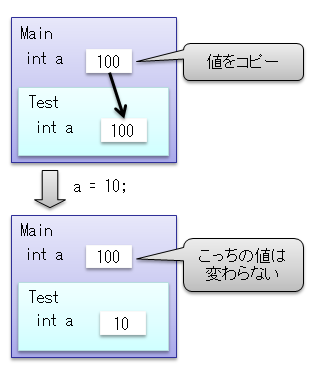 Main
int a 100
値をコピー
Test
int a 100
a = 10;
Main
int a 100
こっちの値は
変わらない
Test
int a 10